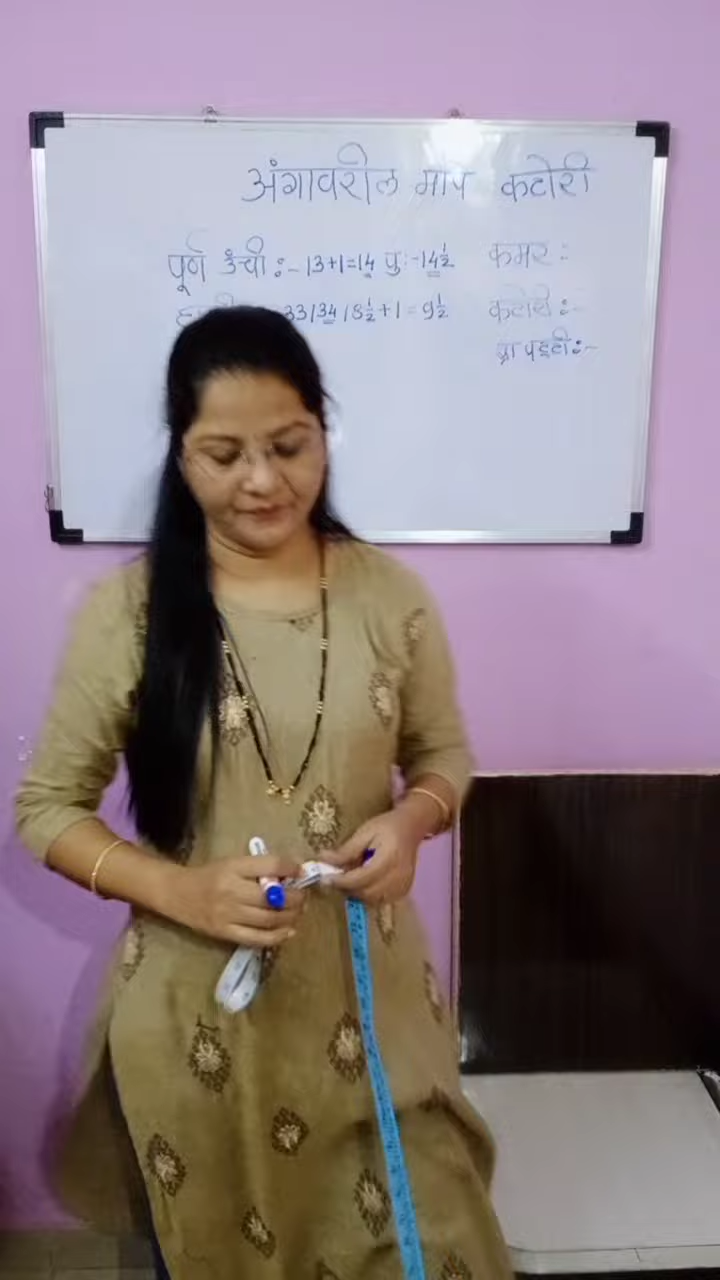 अंगावरील माप कटोरी
पूर्ण उंची :- 13+1=14 पु:-14½ कमर :
33/34/8½+1=9½ कटोरी :-
पट्टी :-